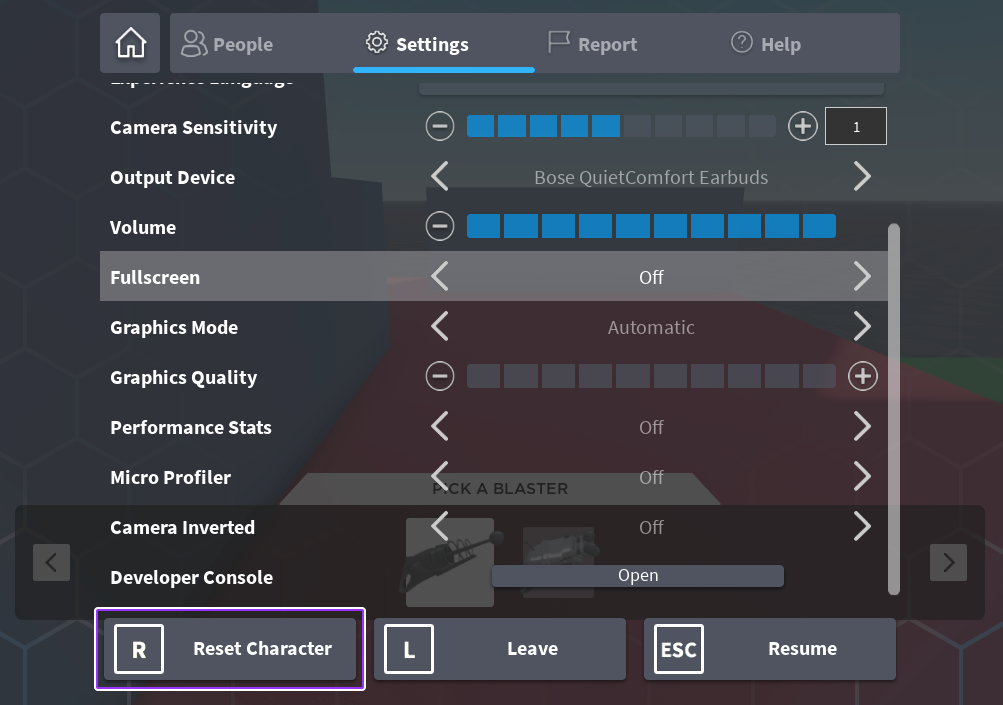 People
Settings
Report
Help
Experience Language
Camera Sensitivity
1
Output Device
Bose QuietComfort Earbuds
Volume
Fullscreen
Off
Graphics Mode
Automatic
Graphics Quality
Performance Stats
Off
Micro Profiler
Off
PICK A BLASTER
Camera Inverted
Off
Developer Console
Open
R
Reset Character
L
Leave
ESC
Resume